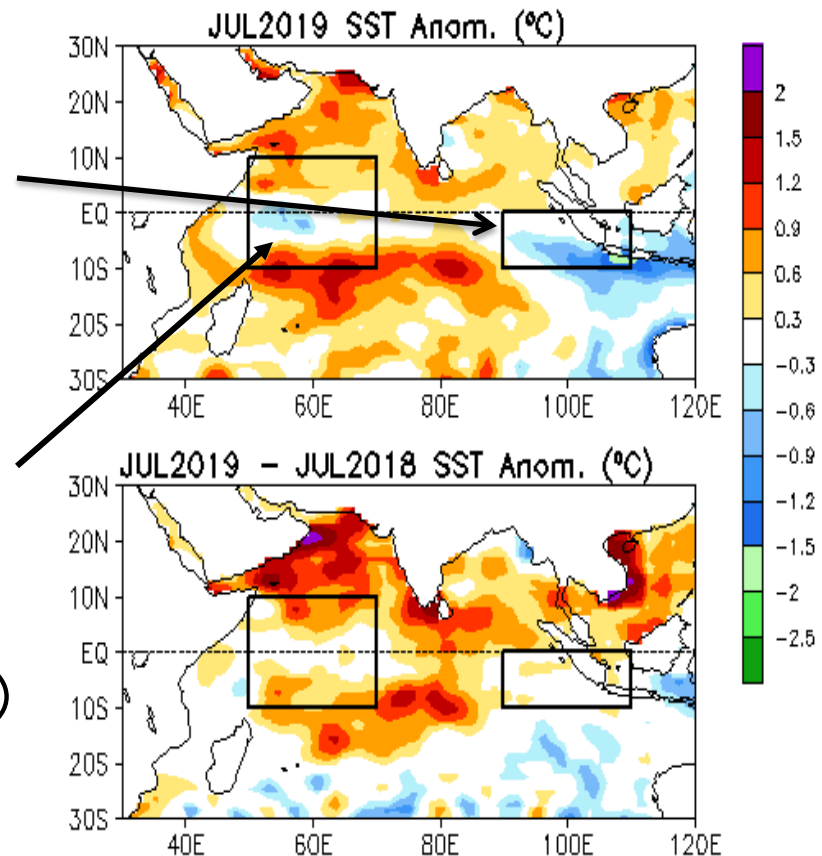 JUL2019 SST Anom. (ºC)
30N
20N
10N
EQ
10S
20S
30S
40E 60E 80E 100E 120E
2
1.5
1.2
0.9
0.6
0.3
-0.3
-0.6
-0.9
-1.2
-1.5
-2
-2.5
JUL2019 - JUL2018 SST Anom. (ºC)
30N
20N
10N
EQ
10S
20S
30S
40E 60E 80E 100E 120E
)